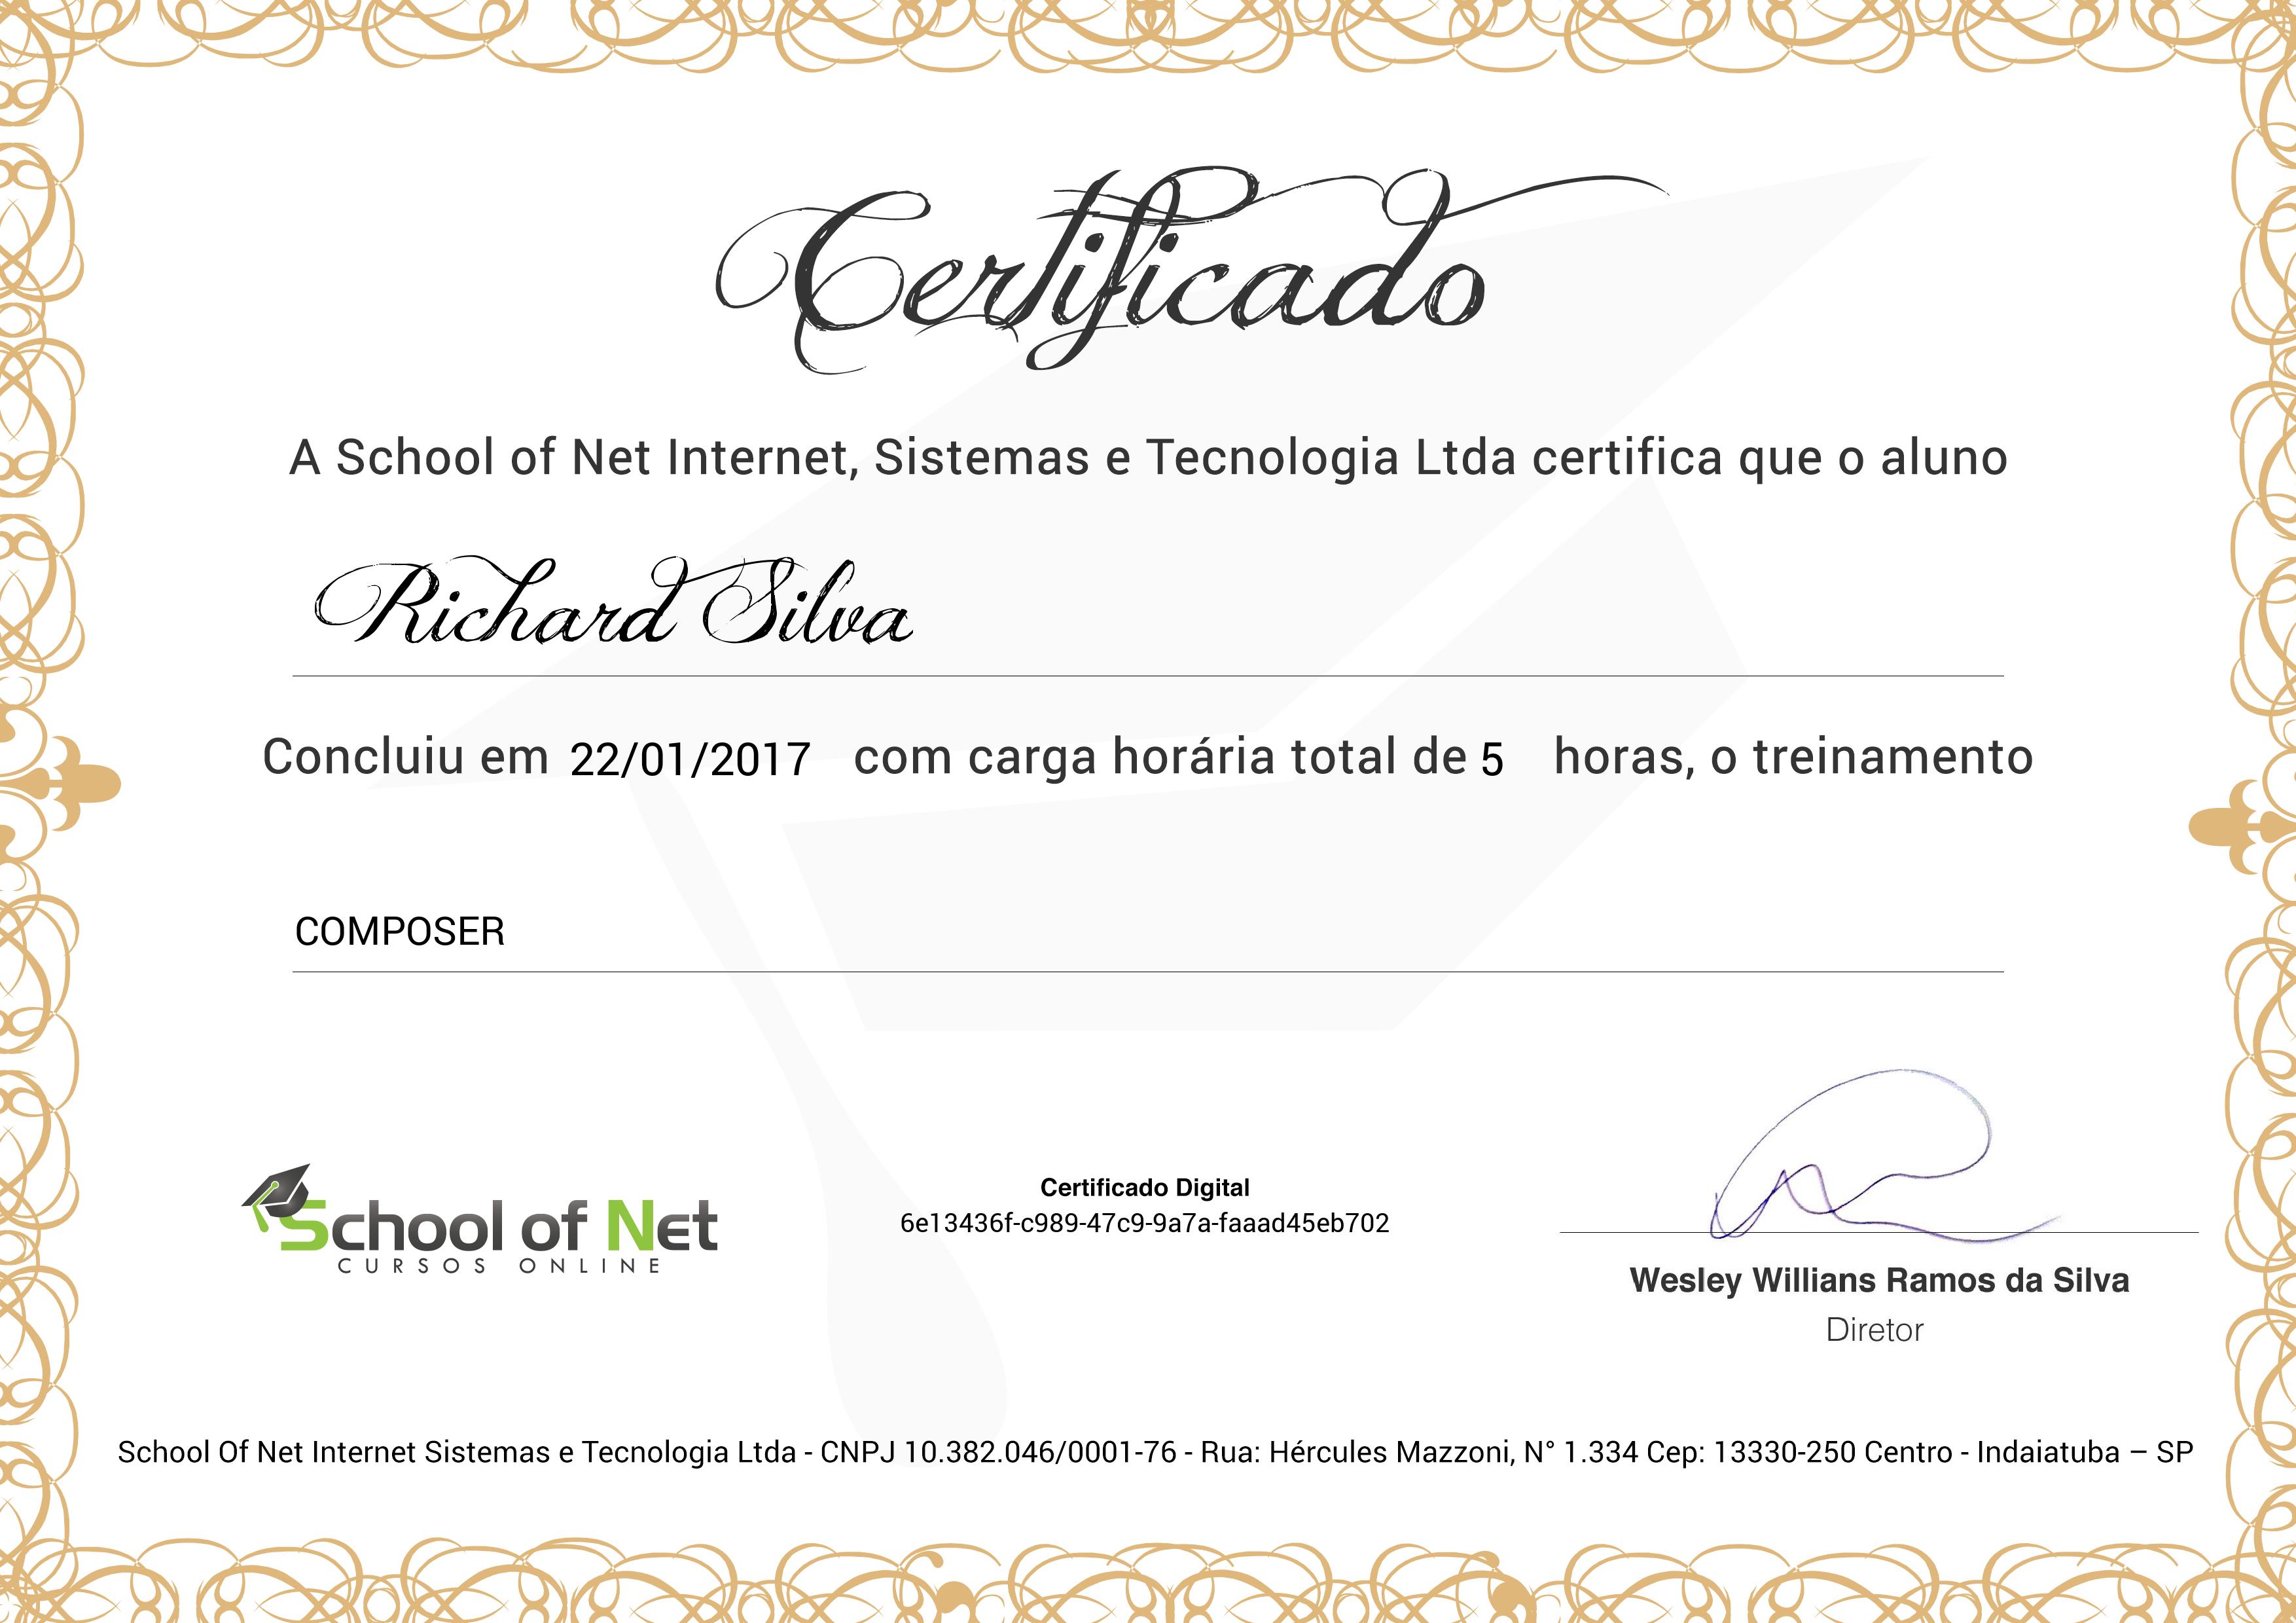 Certificado
A School of Net Internet, Sistemas e Tecnologia Ltda certifica que o aluno
Richard Silva
Concluiu em 22/01/2017 com carga horária total de 5 horas, o treinamento
COMPOSER
School of Net
CURSOS ONLINE
Certificado Digital
6e13436f-c989-47c9-9a7a-faaad45eb702
Wesley Willians Ramos da Silva
Diretor
School Of Net Internet Sistemas e Tecnologia Ltda - CNPJ 10.382.046/0001-76 - Rua: Hércules Mazzoni, N° 1.334 Cep: 13330-250 Centro - Indaiatuba – SP